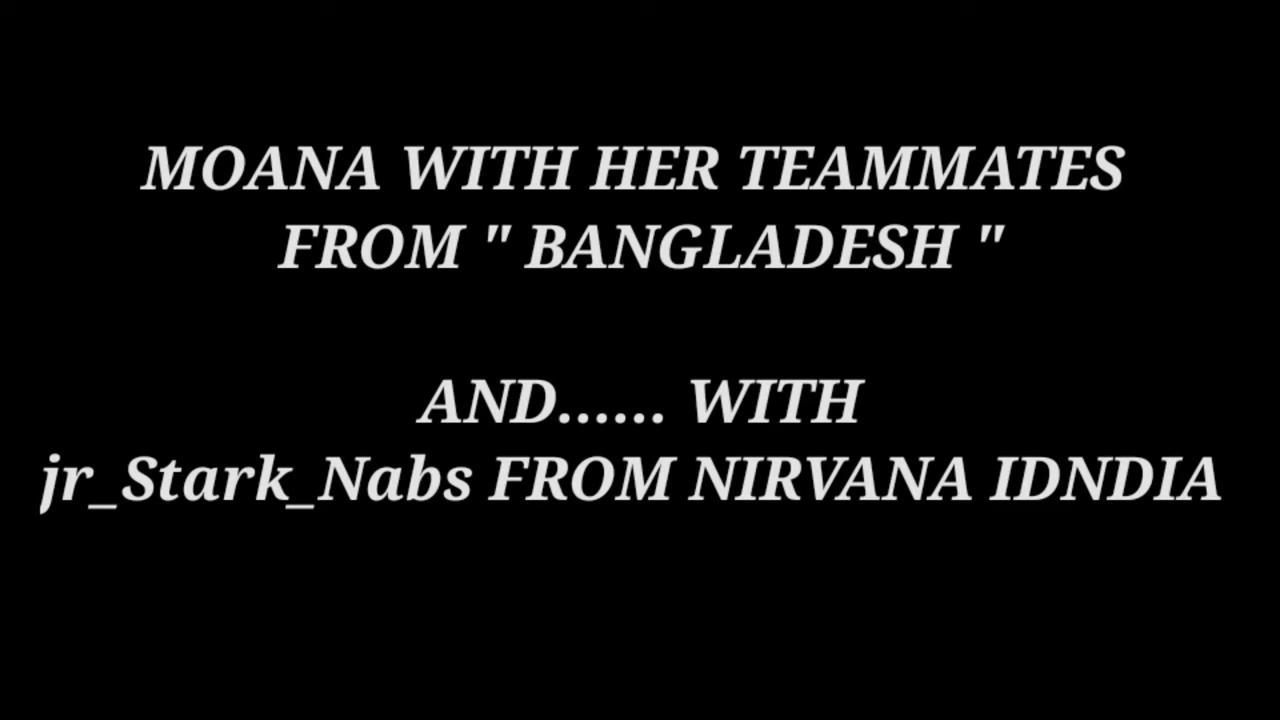 MOANA WITH HER TEAMMATES
FROM " BANGLADESH "
AND...... WITH
jr_Stark_Nabs FROM NIRVANA IDNDIA